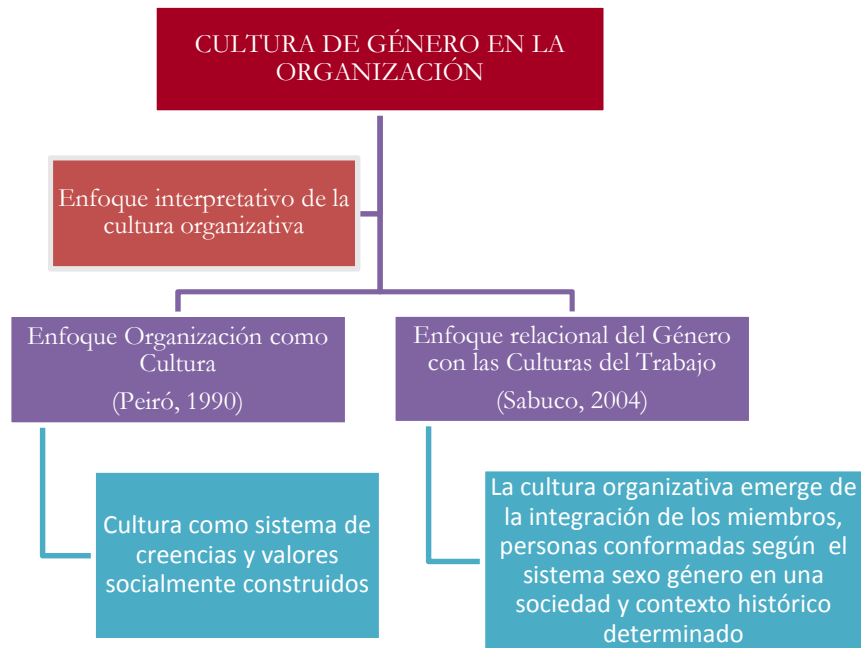 CULTURA DE GÉNERO EN LA
ORGANIZACIÓN
Enfoque interpretativo de la
cultura organizativa
Enfoque Organización como
Cultura
(Peiró, 1990)
Enfoque relacional del Género
con las Culturas del Trabajo
(Sabuco, 2004)
Cultura como sistema de
creencias y valores
socialmente construidos
La cultura organizativa emerge de
la integración de los miembros,
personas conformadas según el
sistema sexo género en una
sociedad y contexto histórico
determinado